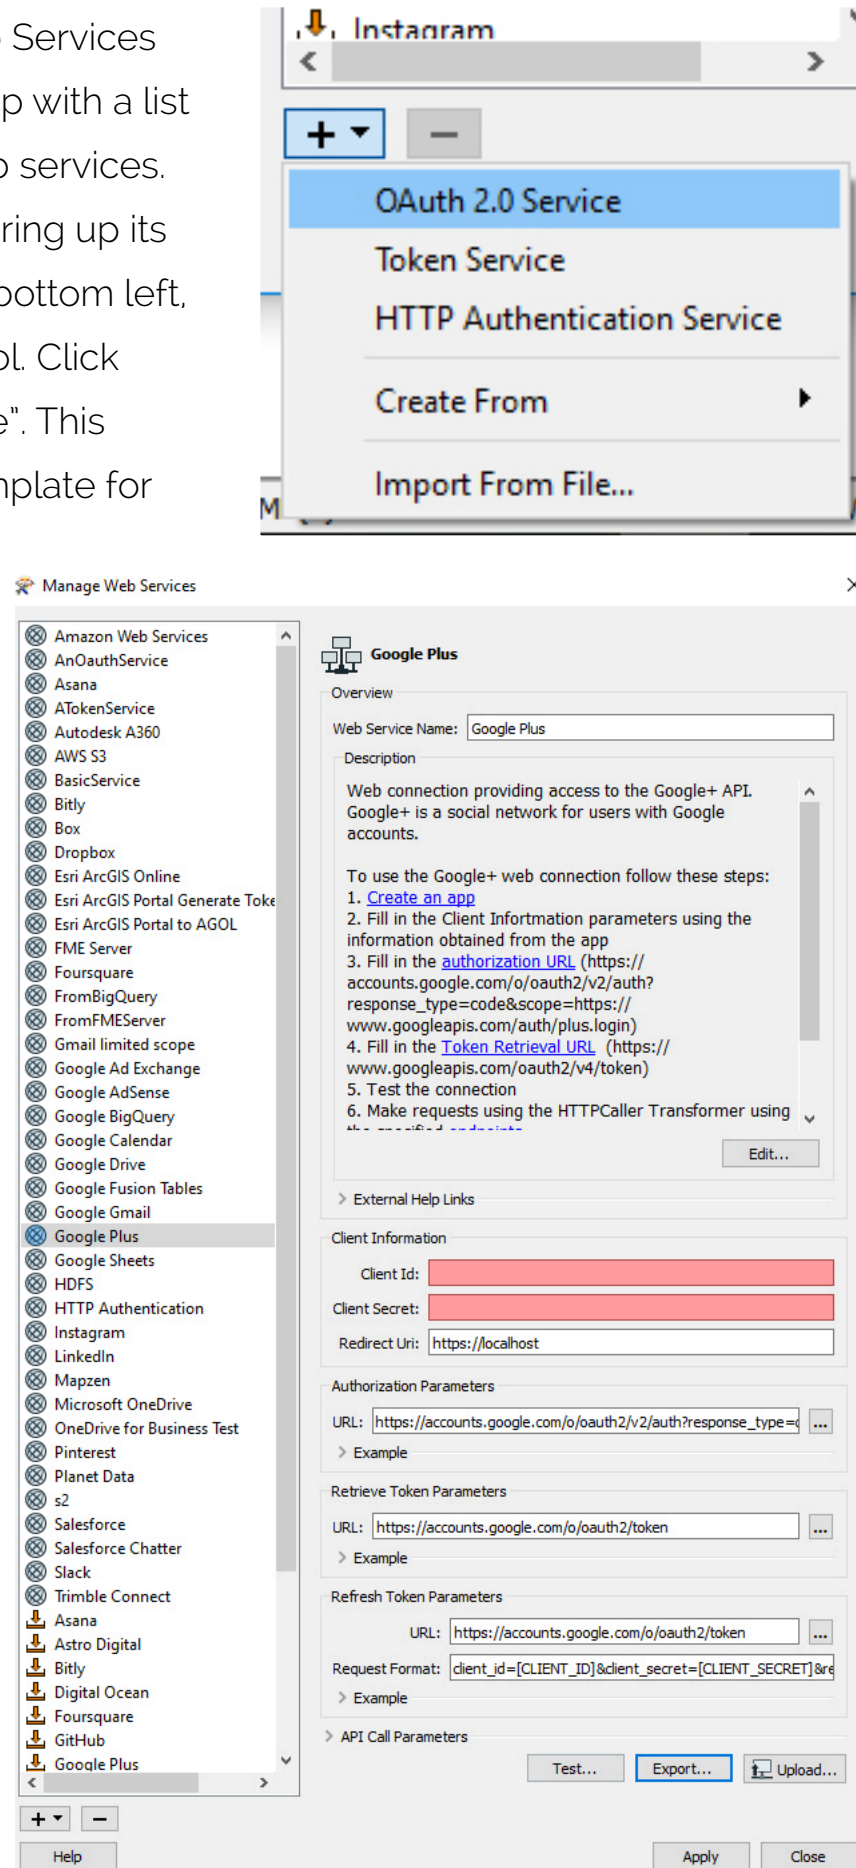 Services
p with a list
services.
ring up its
bottom left,
ol. Click
e”. This
nplate for
Instagram
OAuth 2.0 Service
Token Service
HTTP Authentication Service
Create From
Import From File...
Manage Web Services
Amazon Web Services
AnOauthService
Asana
ATokenService
Autodesk A360
AWS S3
BasicService
Bitly
Box
Dropbox
Esri ArcGIS Online
Esri ArcGIS Portal Generate Toke
Esri ArcGIS Portal to AGOL
FME Server
Foursquare
FromBigQuery
FromFMEServer
Gmail limited scope
Google Ad Exchange
Google AdSense
Google BigQuery
Google Calendar
Google Drive
Google Fusion Tables
Google Gmail
Google Plus
Google Sheets
HDFS
HTTP Authentication
Instagram
LinkedIn
Mapzen
Microsoft OneDrive
OneDrive for Business Test
Pinterest
Planet Data
s2
Salesforce
Salesforce Chatter
Slack
Trimble Connect
Asana
Astro Digital
Bitly
Digital Ocean
Foursquare
GitHub
Google Plus
Help
Google Plus
Overview
Web Service Name: Google Plus
Description
Web connection providing access to the Google+ API.
Google+ is a social network for users with Google
accounts.
To use the Google+ web connection follow these steps:
1. Create an app
2. Fill in the Client Infortmation parameters using the
information obtained from the app
3. Fill in the authorization URL (https://
accounts.google.com/o/oauth2/v2/auth?
response_type=code&scope=https://
www.googleapis.com/auth/plus.login)
4. Fill in the Token Retrieval URL (https://
www.googleapis.com/oauth2/v4/token)
5. Test the connection
6. Make requests using the HTTPCaller Transformer using
the specified endpoints
Edit...
External Help Links
Client Information
Client Id:
Client Secret:
Redirect Uri: https://localhost
Authorization Parameters
URL: https://accounts.google.com/o/oauth2/v2/auth?response_type=c ...
Example
Retrieve Token Parameters
URL: https://accounts.google.com/o/oauth2/token ...
Example
Refresh Token Parameters
URL: https://accounts.google.com/o/oauth2/token ...
Request Format: client_id=[CLIENT_ID]&client_secret=[CLIENT_SECRET]&re
Example
API Call Parameters
Test... Export... Upload...
Apply Close